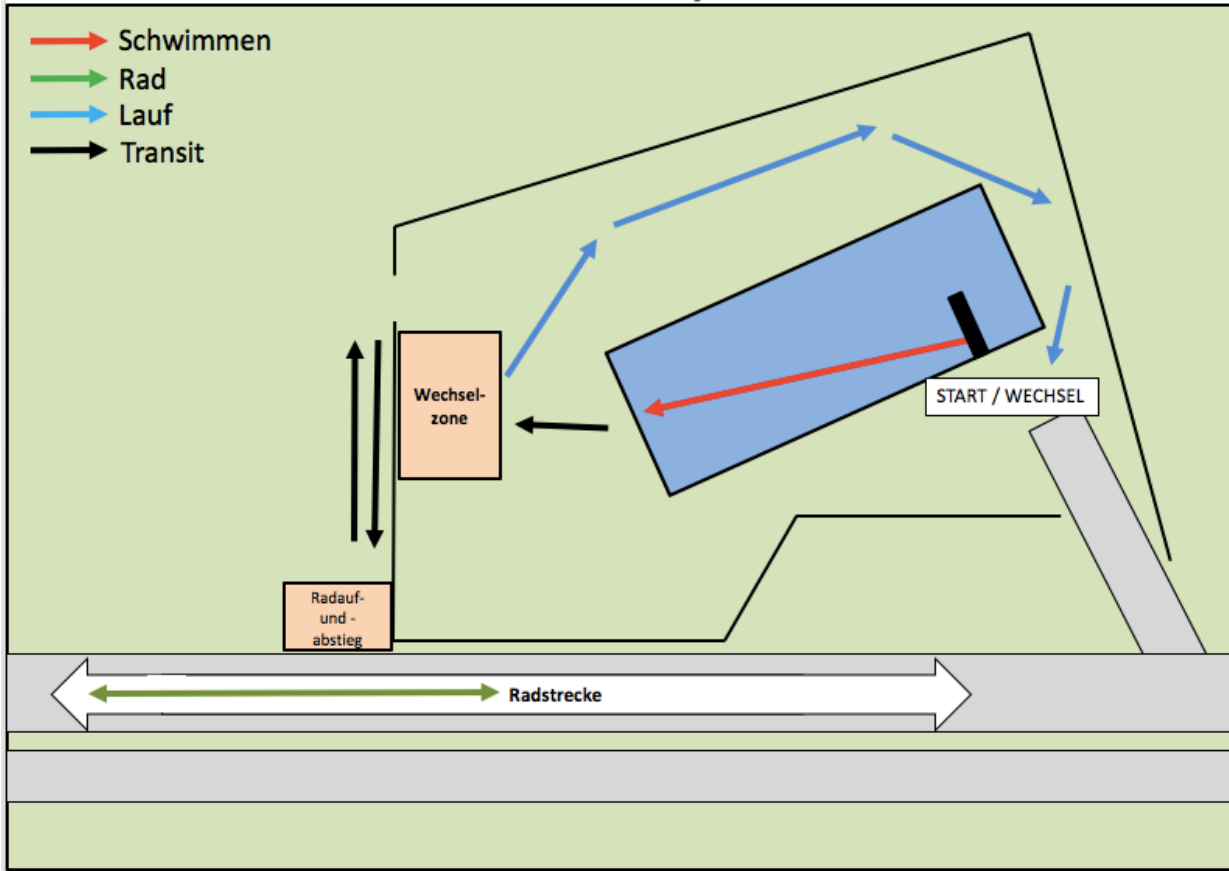 Schwimmen
Rad
Lauf
Transit
Wechsel-
zone
START / WECHSEL
Radauf-
und -
abstieg
Radstrecke